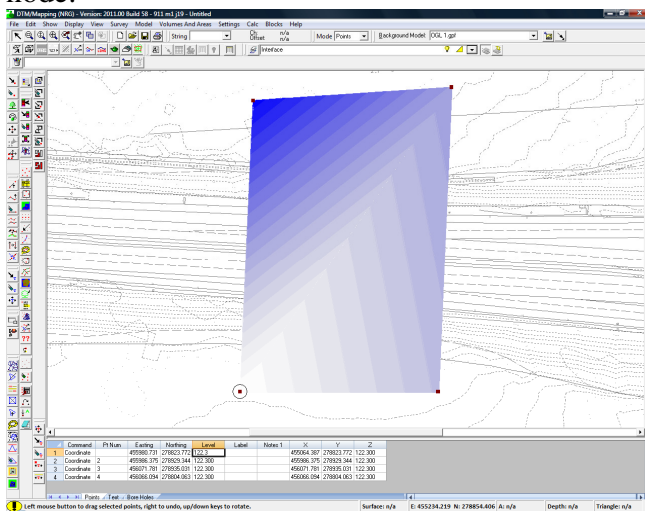 node.
DTM/Mapping (NRG) - Version: 2011.00 Build 58 - 911 m1 j19 - Untitled
File Edit Show Display View Survey Model Volumes And Areas Settings Calc Blocks Help
String Ch: n/a Offset n/a Mode Points Background Model: OGL 1.gpf
Interface
Command Pt Num Easting Northing Level Label Notes 1 X Y Z
1 Coordinate 455980.731 278823.772 122.3 455064.387 278823.772 122.300
2 Coordinate 2 455986.375 278929.344 122.300 455986.375 278929.344 122.300
3 Coordinate 3 456071.781 278935.031 122.300 456071.781 278935.031 122.300
4 Coordinate 4 456066.094 278804.063 122.300 456066.094 278804.063 122.300
Points Text Bore Holes
Left mouse button to drag selected points, right to undo, up/down keys to rotate. Surface: n/a E: 455234.219 N: 278854.406 A: n/a Depth: n/a Triangle: n/a